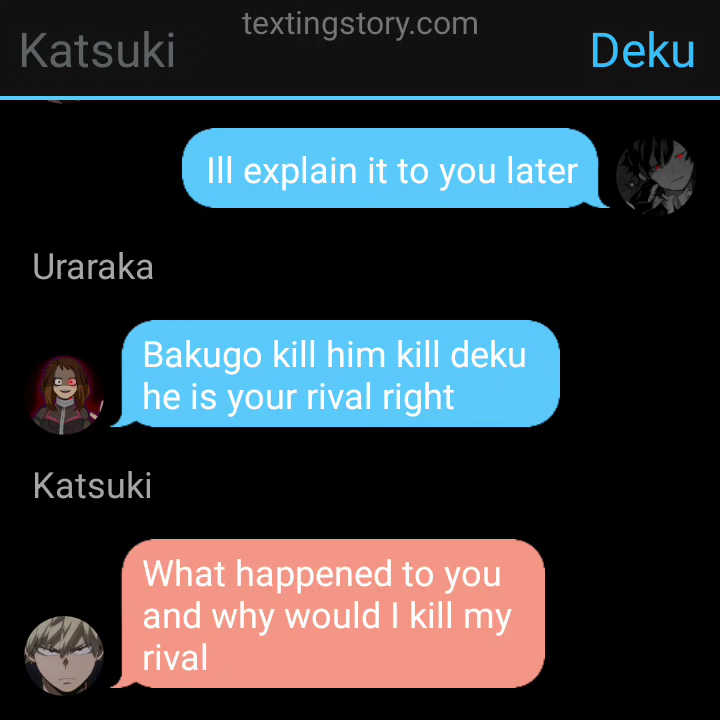 textingstory.com
Katsuki
Deku
Ill explain it to you later
Uraraka
Bakugo kill him kill deku
he is your rival right
Katsuki
What happened to you
and why would I kill my
rival